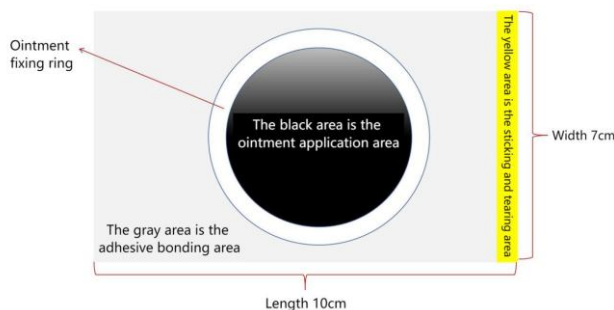 Ointment
fixing ring
The black area is the
ointment application area
The yellow area is the sticking and tearing area
Width 7cm
The gray area is the
adhesive bonding area
Length 10cm